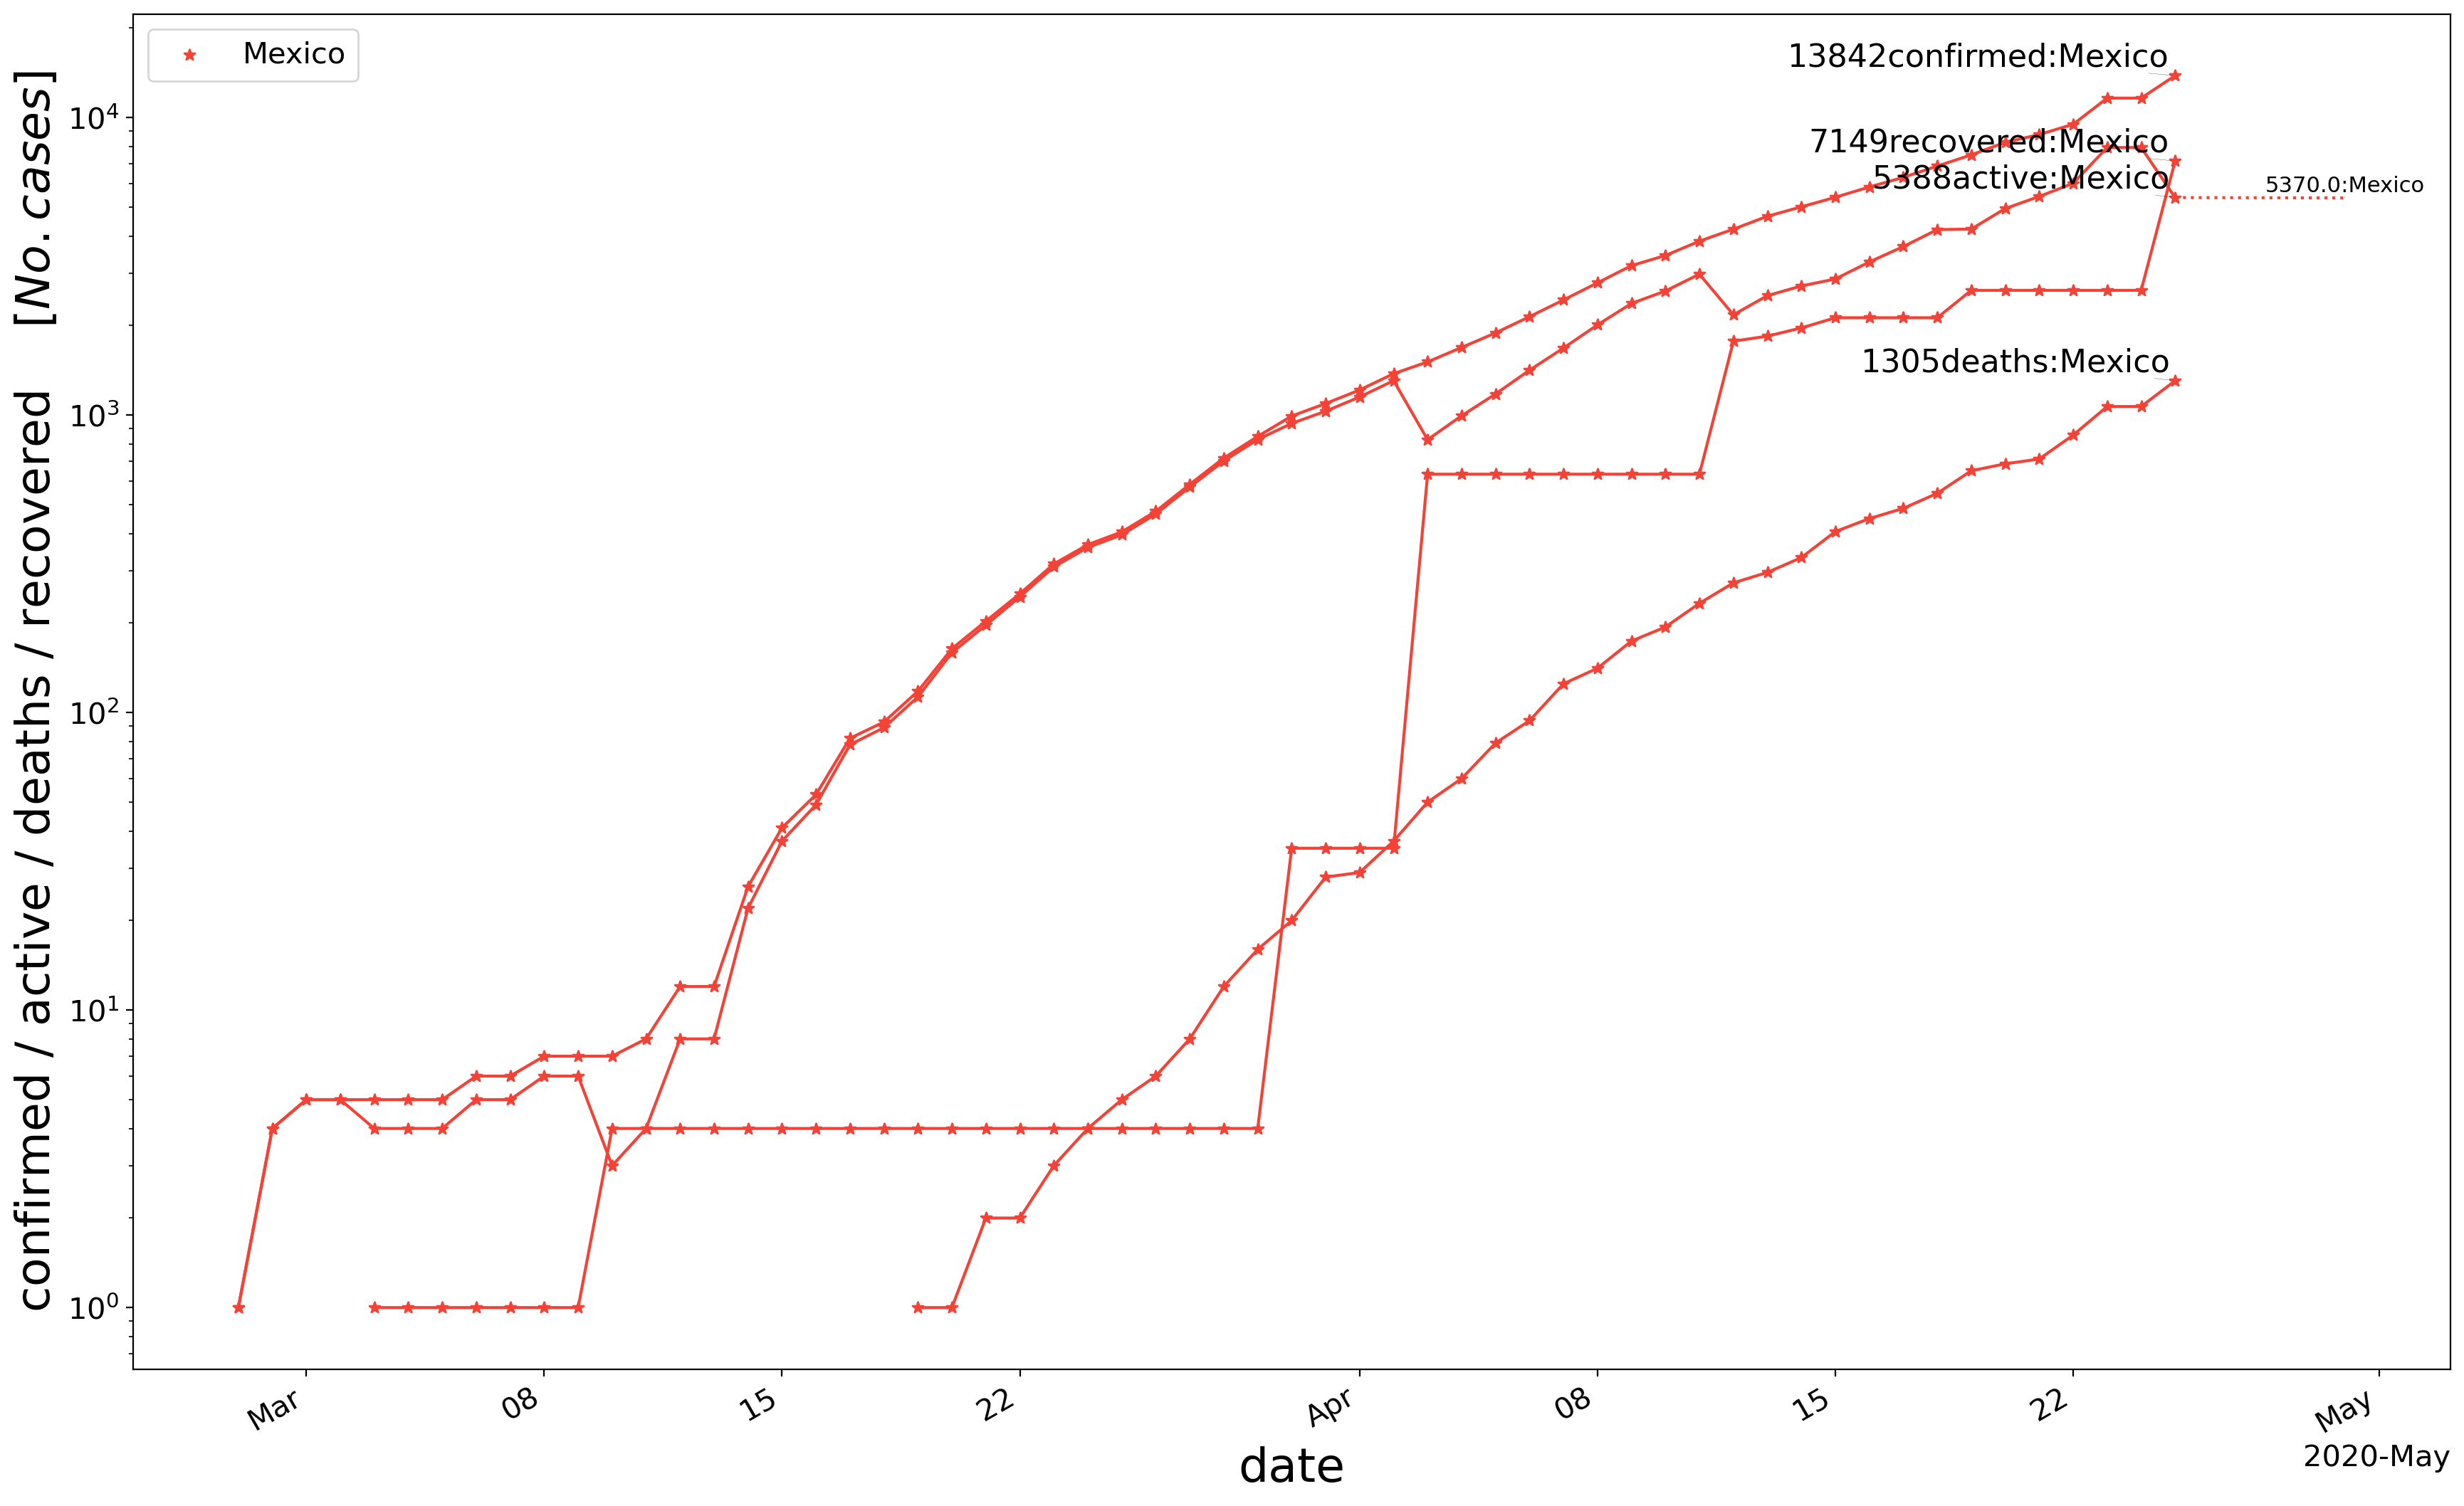 Mexico
13842confirmed:Mexico
7149recovered:Mexico
5388active:Mexico
5370.0:Mexico
1305deaths:Mexico
confirmed / active / deaths / recovered [No. cases]
10⁴
10³
10²
10¹
10⁰
Mar 08 15 22 Apr 08 15 22 May
date
2020-May